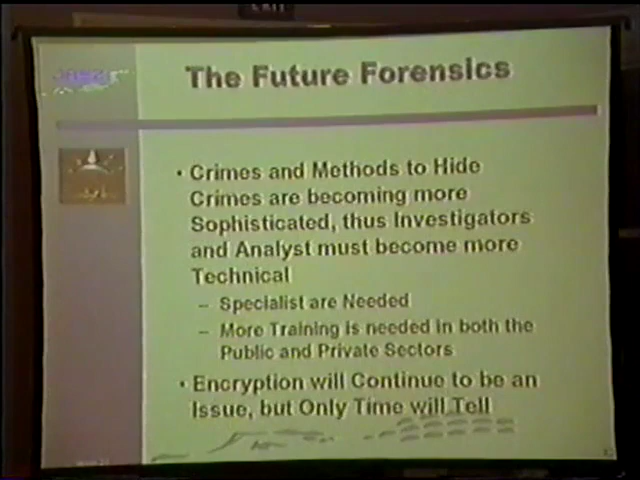 EXIT
The Future Forensics
• Crimes and Methods to Hide
Crimes are becoming more
Sophisticated, thus Investigators
and Analyst must become more
Technical
– Specialist are Needed
– More Training is needed in both the
Public and Private Sectors
• Encryption will Continue to be an
Issue, but Only Time will Tell